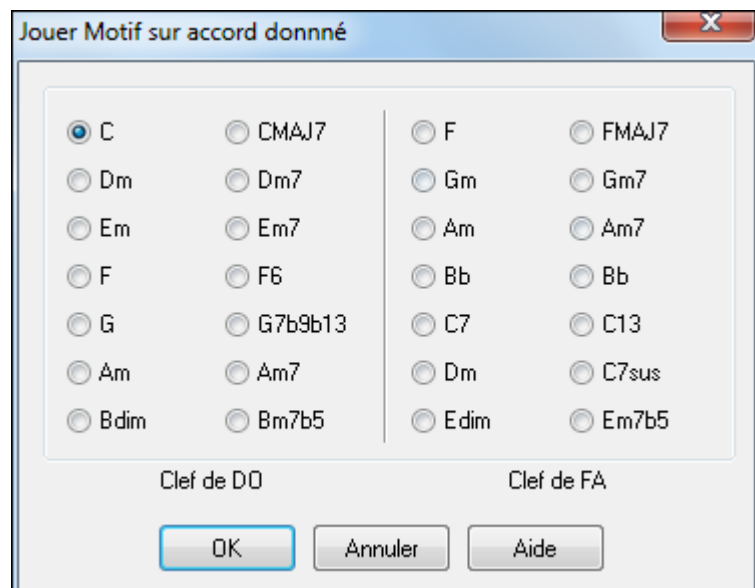 Jouer Motif sur accord donnné
C CMAJ7 F FMAJ7
Dm Dm7 Gm Gm7
Em Em7 Am Am7
F F6 Bb Bb
G G7b9b13 C7 C13
Am Am7 Dm C7sus
Bdim Bm7b5 Edim Em7b5
Clef de DO Clef de FA
OK Annuler Aide